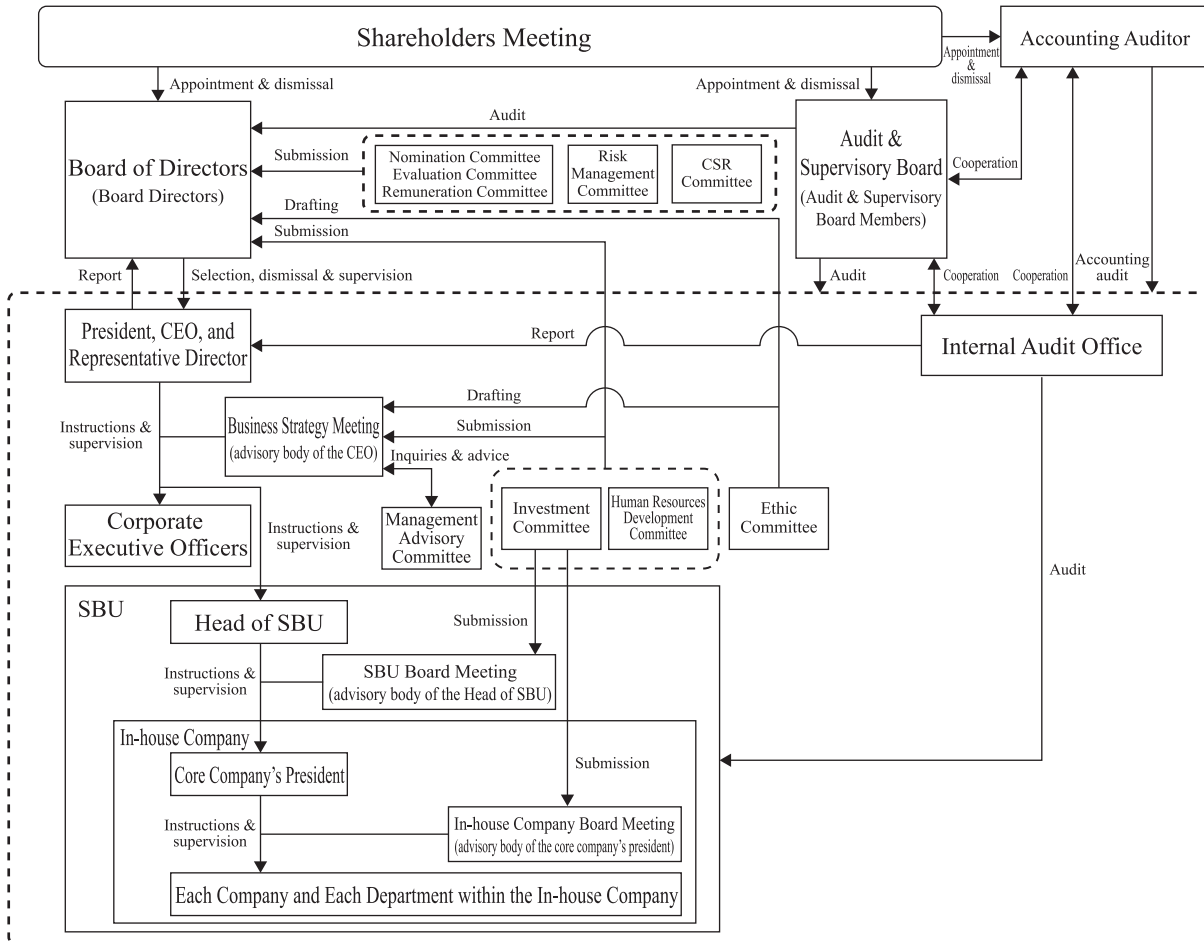 Shareholders Meeting
Accounting Auditor
Appointment
&
dismissal
Appointment & dismissal
Appointment & dismissal
Board of Directors
(Board Directors)
Audit
Submission
Nomination Committee
Evaluation Committee
Remuneration Committee
Risk
Management
Committee
CSR
Committee
Audit &
Supervisory Board
(Audit & Supervisory
Board Members)
Cooperation
Drafting
Submission
Report
Selection, dismissal & supervision
Audit
Cooperation
Cooperation
Accounting
audit
President, CEO, and
Representative Director
Report
Internal Audit Office
Instructions &
supervision
Business Strategy Meeting
(advisory body of the CEO)
Drafting
Submission
Inquiries & advice
Corporate
Executive Officers
Instructions &
supervision
Management
Advisory
Committee
Investment
Committee
Human Resources
Development
Committee
Ethic
Committee
Audit
SBU
Head of SBU
Submission
Instructions &
supervision
SBU Board Meeting
(advisory body of the Head of SBU)
In-house Company
Core Company's President
Submission
Instructions &
supervision
In-house Company Board Meeting
(advisory body of the core company's president)
Each Company and Each Department within the In-house Company